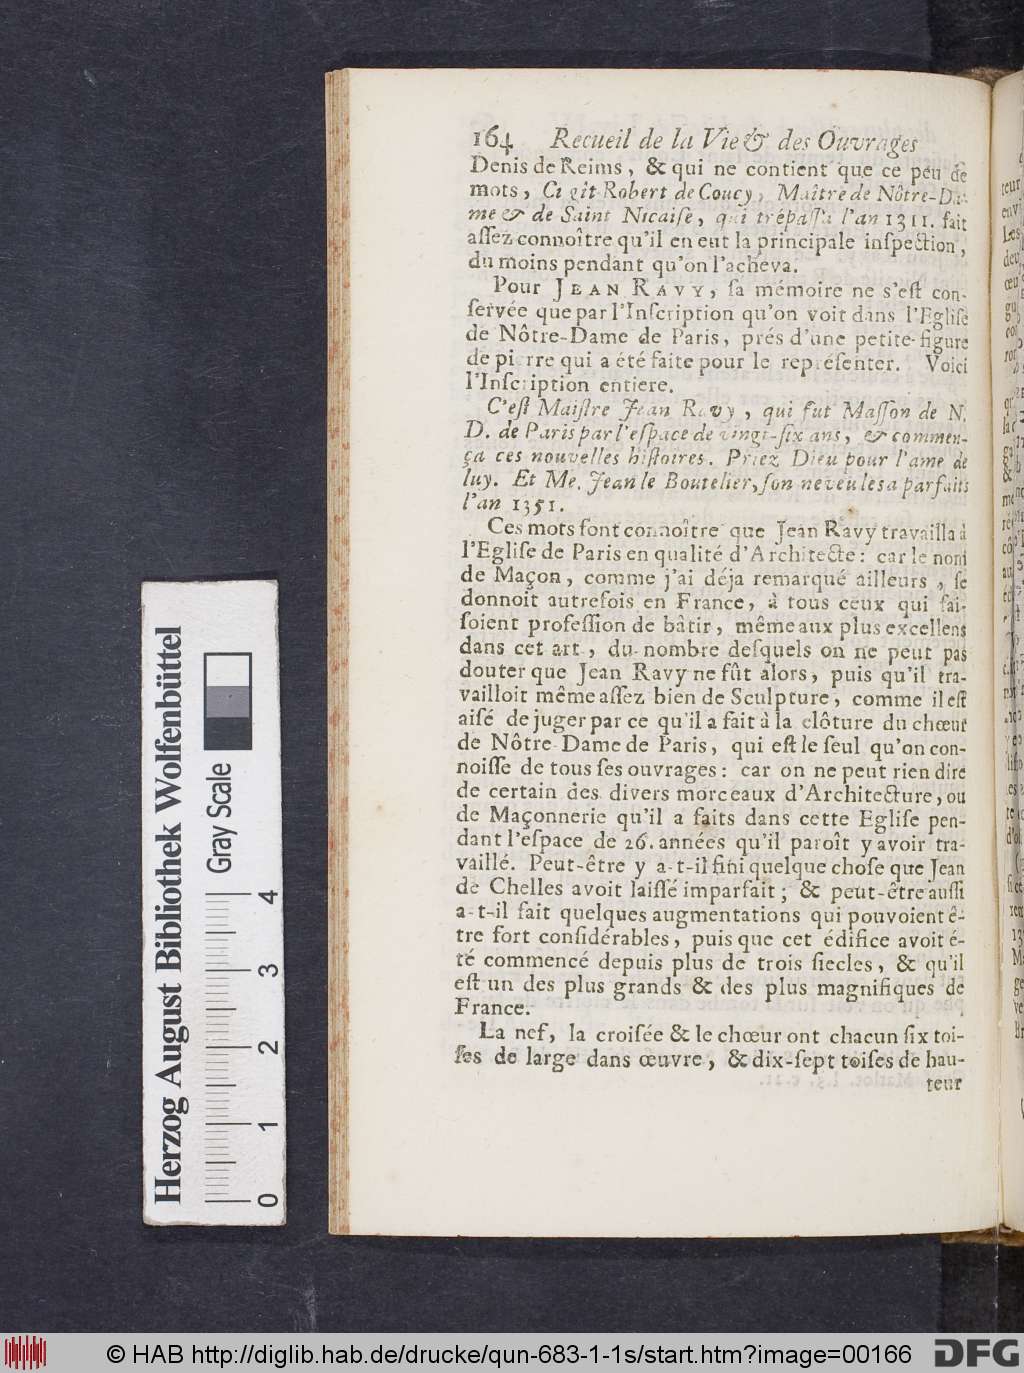 164 Recueil de la Vie & des Ouvrages
Denis de Reims, & qui ne contient que ce peu de
mots, Ci gît Robert de Coucy, Maître de Nôtre-Da-
me & de Saint Nicaiſe, qui trépaſſa l'an 1311. fait
aſſez connoître qu'il en eut la principale inſpection,
du moins pendant qu'on l'acheva.
Pour JEAN RAVY, ſa mémoire ne s'eſt con-
ſervée que par l'Inſcription qu'on voit dans l'Egliſe
de Nôtre-Dame de Paris, prés d'une petite figure
de pierre qui a été faite pour le repréſenter. Voici
l'Inſcription entiere.
C'eſt Maiſtre Jean Ravy, qui fut Maſſon de N.
D. de Paris par l'eſpace de vingt-ſix ans, & commen-
ça ces nouvelles hiſtoires. Priez Dieu pour l'ame de
luy. Et Me. Jean le Boutelier, ſon neveu les a parfaits
l'an 1351.
Ces mots font connoître que Jean Ravy travailla à
l'Egliſe de Paris en qualité d'Architecte: car le nom
de Maçon, comme j'ai déja remarqué ailleurs, ſe
donnoit autrefois en France, à tous ceux qui fai-
ſoient profeſſion de bâtir, même aux plus excellens
dans cet art, du nombre deſquels on ne peut pas
douter que Jean Ravy ne fût alors, puis qu'il tra-
vailloit même aſſez bien de Sculpture, comme il eſt
aiſé de juger par ce qu'il a fait à la clôture du chœur
de Nôtre Dame de Paris, qui eſt le ſeul qu'on con-
noiſſe de tous ſes ouvrages: car on ne peut rien dire
de certain des divers morceaux d'Architecture, ou
de Maçonnerie qu'il a faits dans cette Egliſe pen-
dant l'eſpace de 26. années qu'il paroît y avoir tra-
vaillé. Peut-être y a-t-il fini quelque choſe que Jean
de Chelles avoit laiſſé imparfait; & peut-être auſſi
a-t-il fait quelques augmentations qui pouvoient ê-
tre fort conſidérables, puis que cet édifice avoit é-
té commencé depuis plus de trois ſiecles, & qu'il
eſt un des plus grands & des plus magnifiques de
France.
La nef, la croiſée & le chœur ont chacun ſix toi-
ſes de large dans œuvre, & dix-ſept toiſes de hau-
teur
Herzog August Bibliothek Wolfenbüttel
Gray Scale
0 1 2 3 4
© HAB http://diglib.hab.de/drucke/qun-683-1-1s/start.htm?image=00166
DFG